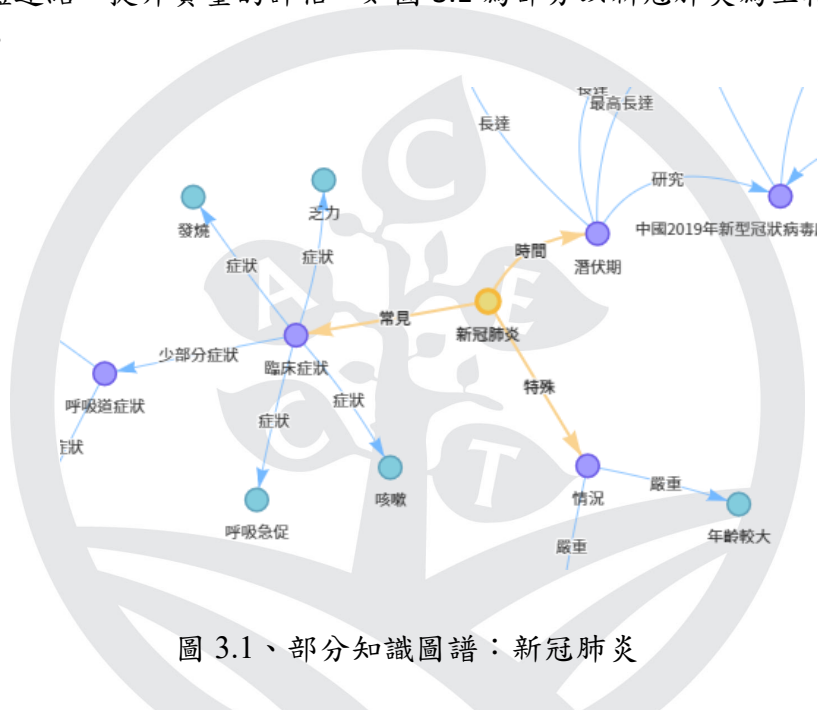 長達
最高長達
研究
發燒
乏力
中國2019年新型冠狀病毒
時間
潛伏期
症狀
症狀
常見
新冠肺炎
少部分症狀
臨床症狀
特殊
呼吸道症狀
症狀
症狀
咳嗽
情況
嚴重
呼吸急促
年齡較大
嚴重
圖 3.1、部分知識圖譜：新冠肺炎
A
C
E
C
T